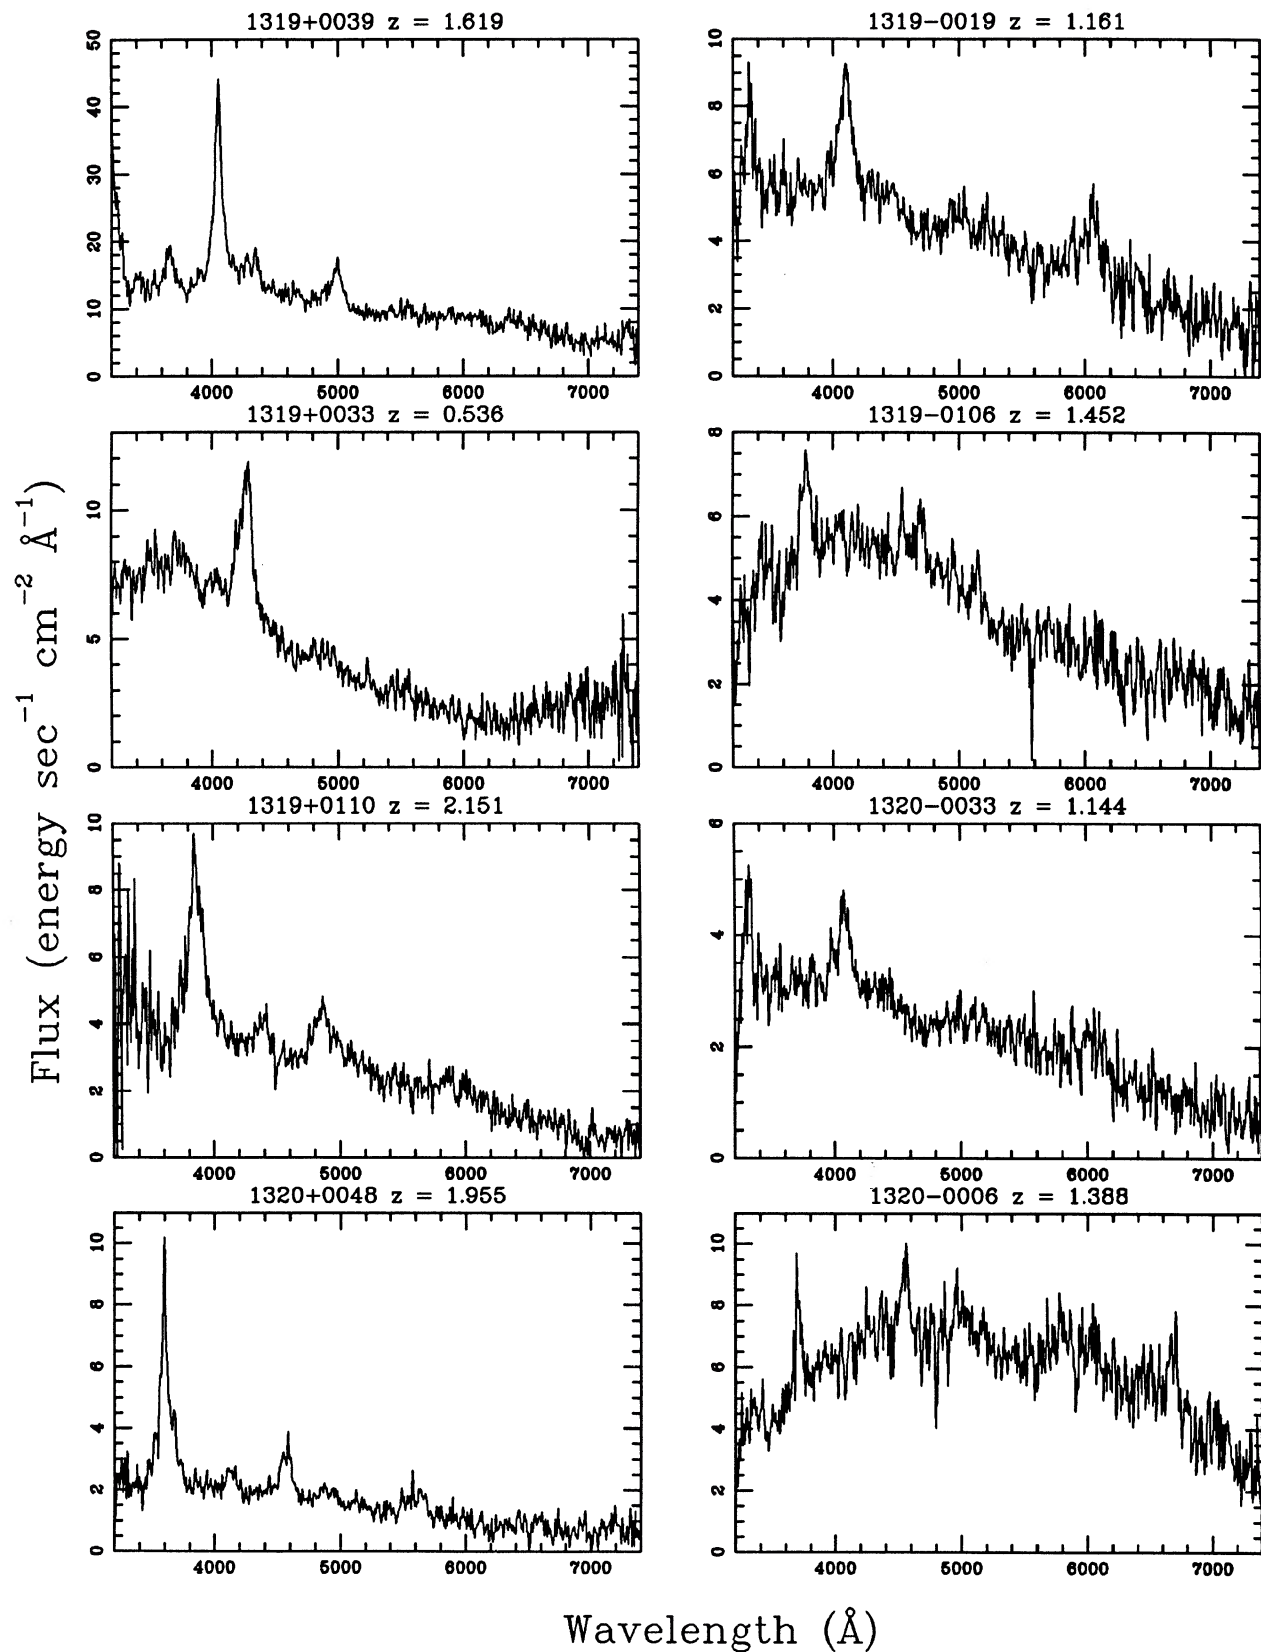 1319+0039 z = 1.619
50
40
30
20
10
0
4000 5000 6000 7000
1319-0019 z = 1.161
10
8
6
4
2
0
4000 5000 6000 7000
1319+0033 z = 0.536
10
5
0
4000 5000 6000 7000
1319-0106 z = 1.452
8
6
4
2
0
4000 5000 6000 7000
1319+0110 z = 2.151
10
8
6
4
2
0
4000 5000 6000 7000
1320-0033 z = 1.144
6
4
2
0
4000 5000 6000 7000
1320+0048 z = 1.955
10
8
6
4
2
0
4000 5000 6000 7000
1320-0006 z = 1.388
10
8
6
4
2
0
4000 5000 6000 7000
Flux (energy sec⁻¹ cm⁻² Å⁻¹)
Wavelength (Å)